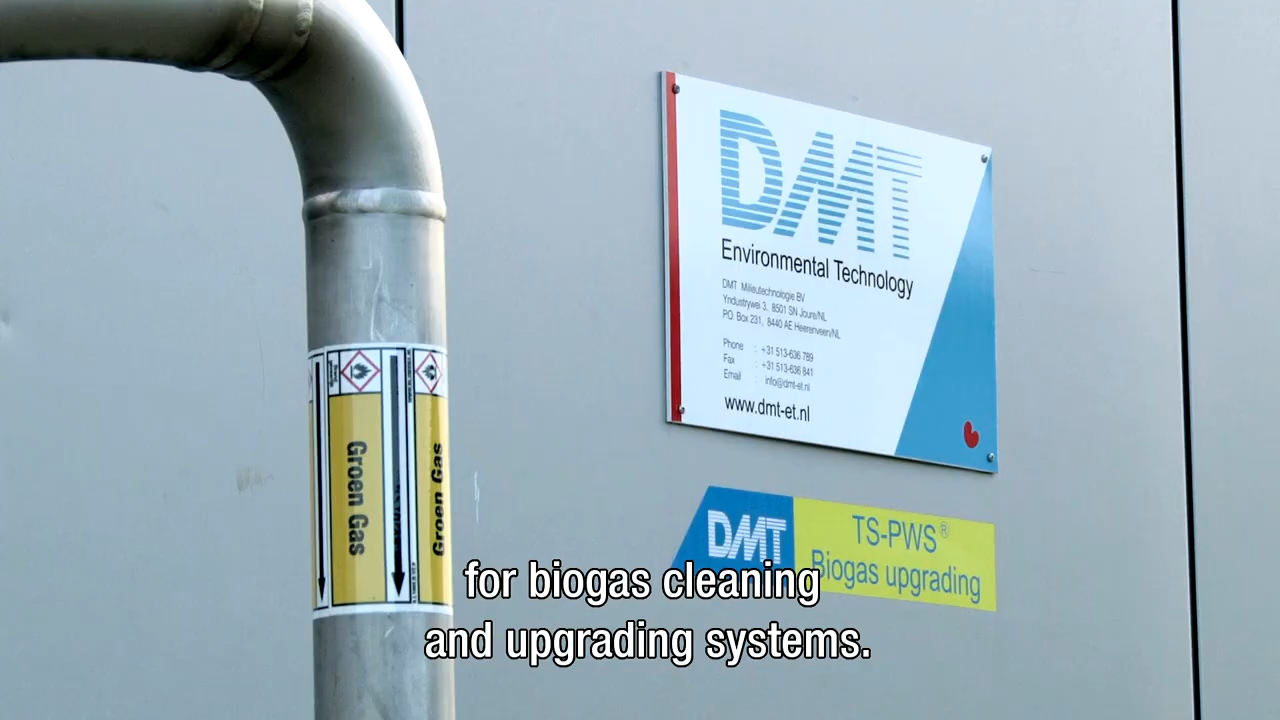 DMT
Environmental Technology
DMT Milieutechnologie BV
Yndustrywei 3, 8501 SN Joure/NL
P.O. Box 231, 8440 AE Heerenveen/NL
Phone : +31 513-636 789
Fax : +31 513-636 841
Email : info@dmt-et.nl
www.dmt-et.nl
DMT
TS-PWS®
Biogas upgrading
Groen Gas
Groen Gas
for biogas cleaning
and upgrading systems.